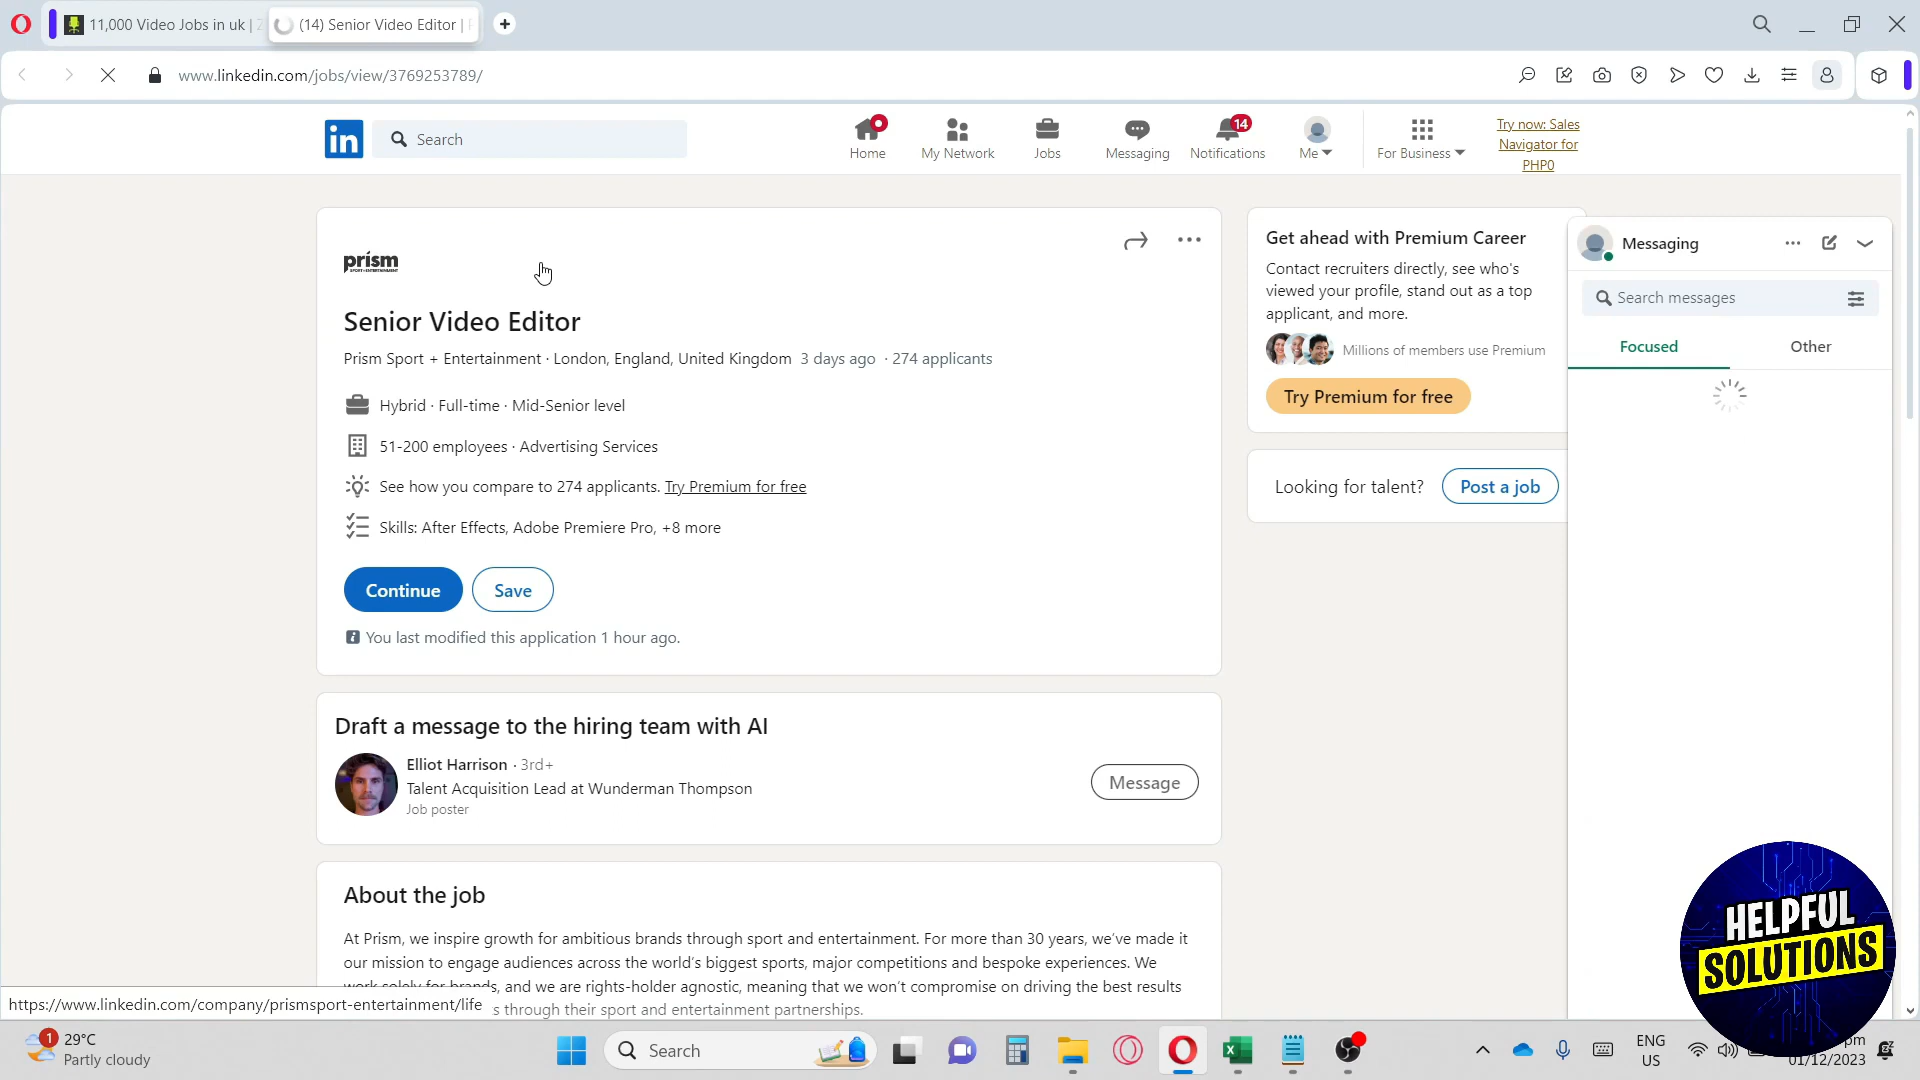 11,000 Video Jobs in uk |
(14) Senior Video Editor |
www.linkedin.com/jobs/view/3769253789/
in
Search
Home
My Network
Jobs
Messaging
14
Notifications
Me
For Business
Try now: Sales
Navigator for
PHP0
prism
SPORT+ENTERTAINMENT
Senior Video Editor
Prism Sport + Entertainment · London, England, United Kingdom 3 days ago · 274 applicants
Hybrid · Full-time · Mid-Senior level
51-200 employees · Advertising Services
See how you compare to 274 applicants. Try Premium for free
Skills: After Effects, Adobe Premiere Pro, +8 more
Continue
Save
You last modified this application 1 hour ago.
Get ahead with Premium Career
Contact recruiters directly, see who's
viewed your profile, stand out as a top
applicant, and more.
Millions of members use Premium
Try Premium for free
Looking for talent?
Post a job
Messaging
Search messages
Focused
Other
Draft a message to the hiring team with AI
Elliot Harrison · 3rd+
Talent Acquisition Lead at Wunderman Thompson
Job poster
Message
About the job
At Prism, we inspire growth for ambitious brands through sport and entertainment. For more than 30 years, we've made it
our mission to engage audiences across the world's biggest sports, major competitions and bespoke experiences. We
work solely for brands, and we are rights-holder agnostic, meaning that we won't compromise on driving the best results
s through their sport and entertainment partnerships.
https://www.linkedin.com/company/prismsport-entertainment/life
HELPFUL
SOLUTIONS
1
29°C
Partly cloudy
Search
ENG
US
pm
01/12/2023